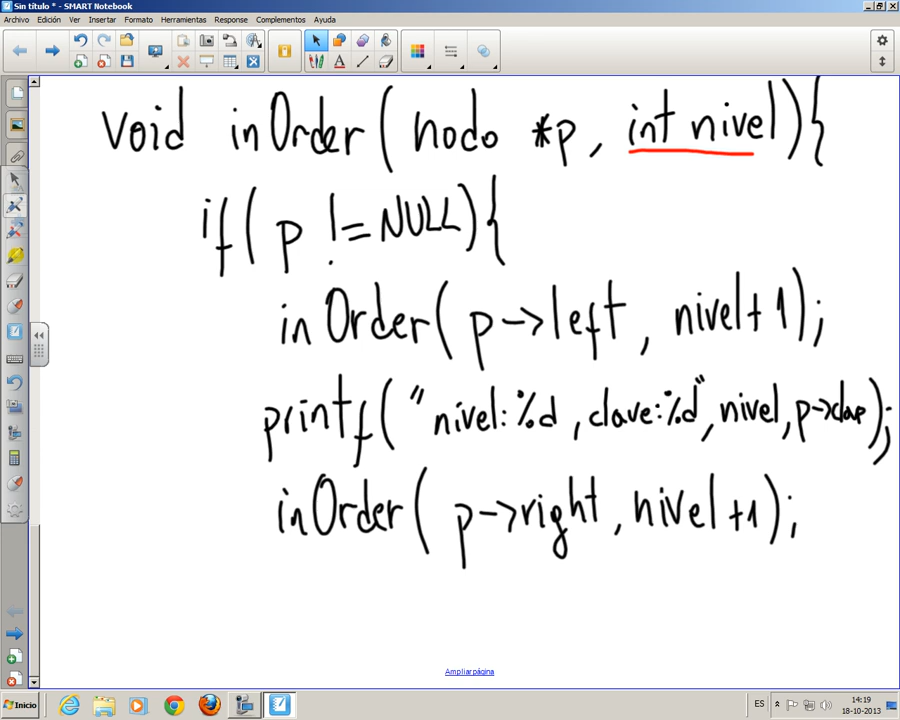 Sin título * - SMART Notebook
Archivo Edición Ver Insertar Formato Herramientas Response Complementos Ayuda
void inOrder( nodo *p, int nivel){
if( p != NULL){
inOrder( p->left, nivel+1);
printf( "nivel:%d ,clave:%d", nivel, p->clave);
inOrder( p->right, nivel+1);
Ampliar página
Inicio
ES
14:19
18-10-2013